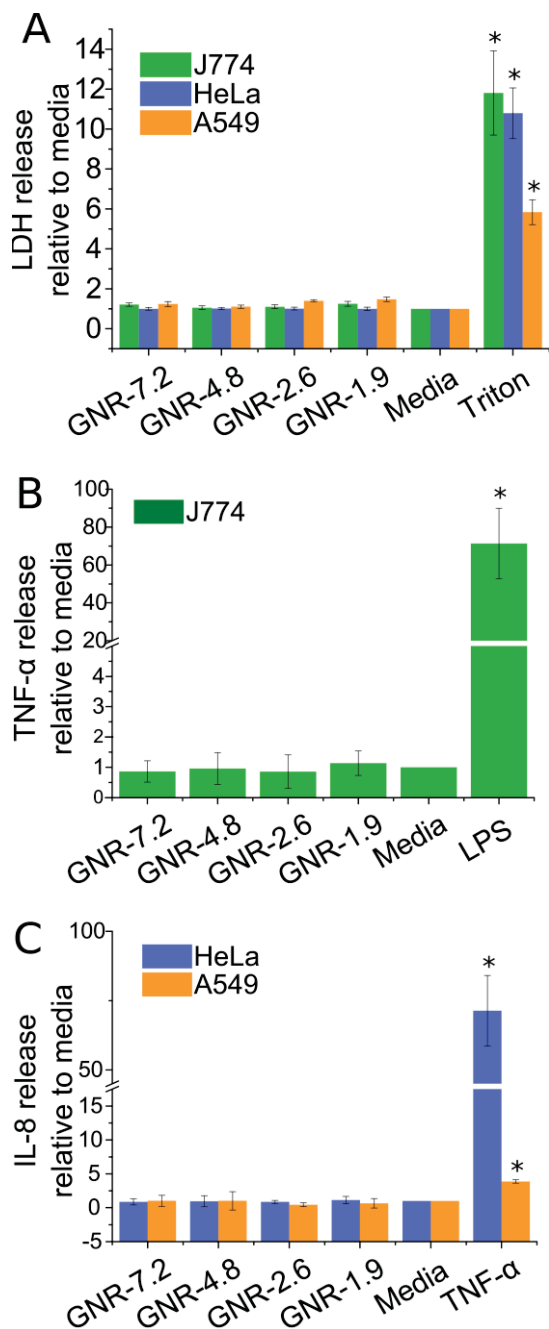 A
J774
HeLa
A549
LDH release
relative to media
14
12
10
8
6
4
2
0
*
*
*
GNR-7.2
GNR-4.8
GNR-2.6
GNR-1.9
Media
Triton
B
J774
TNF-α release
relative to media
100
80
60
40
20
5
4
3
2
1
0
*
GNR-7.2
GNR-4.8
GNR-2.6
GNR-1.9
Media
LPS
C
HeLa
A549
IL-8 release
relative to media
100
50
15
10
5
0
-5
*
*
GNR-7.2
GNR-4.8
GNR-2.6
GNR-1.9
Media
TNF-α